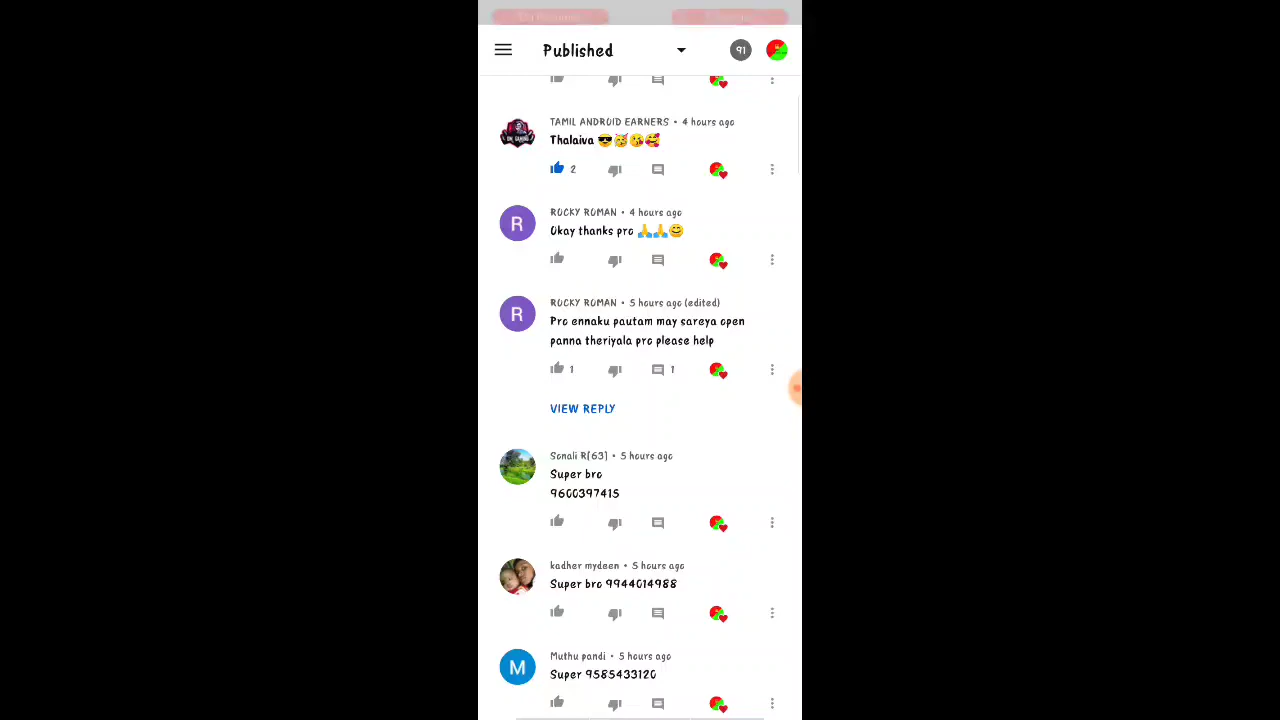 Published
91
TAMIL ANDROID EARNERS • 4 hours ago
Thalaiva 😎🥳😘🥰
2
ROCKY ROMAN • 4 hours ago
Okay thanks pro 🙏🙏😊
R
ROCKY ROMAN • 5 hours ago (edited)
R
Pro ennaku pautam may sareya open
panna theriyala pro please help
1 1
VIEW REPLY
Sonali R(63) • 5 hours ago
Super bro
9600397415
kadher mydeen • 5 hours ago
Super bro 9944014988
Muthu pandi • 5 hours ago
M
Super 9585433120